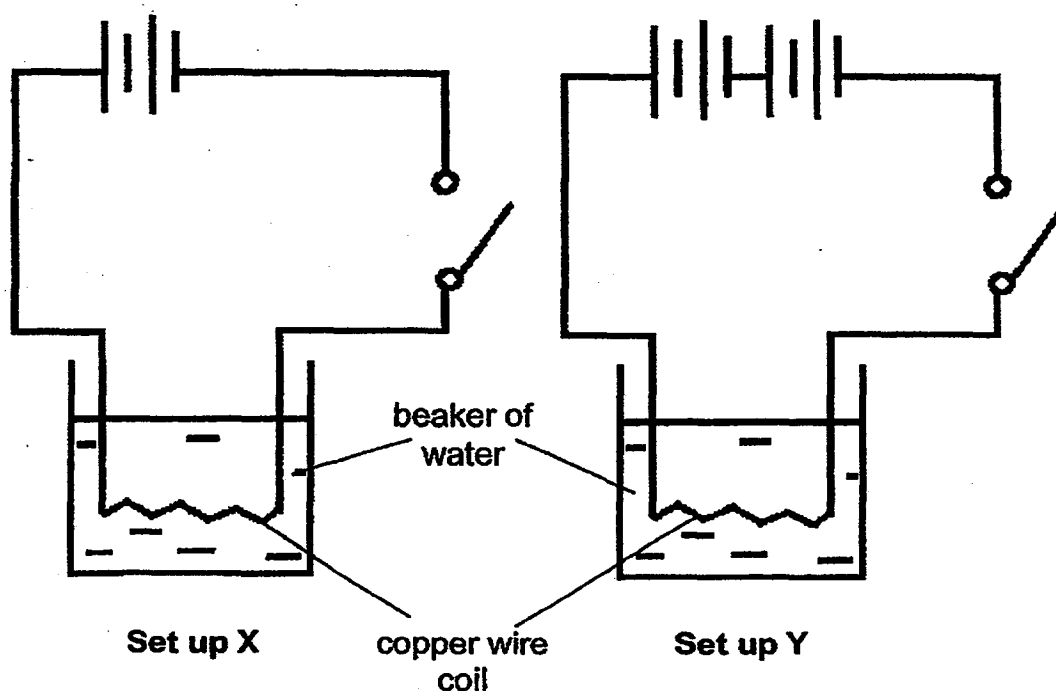 beaker of
water
Set up X
copper wire
coil
Set up Y